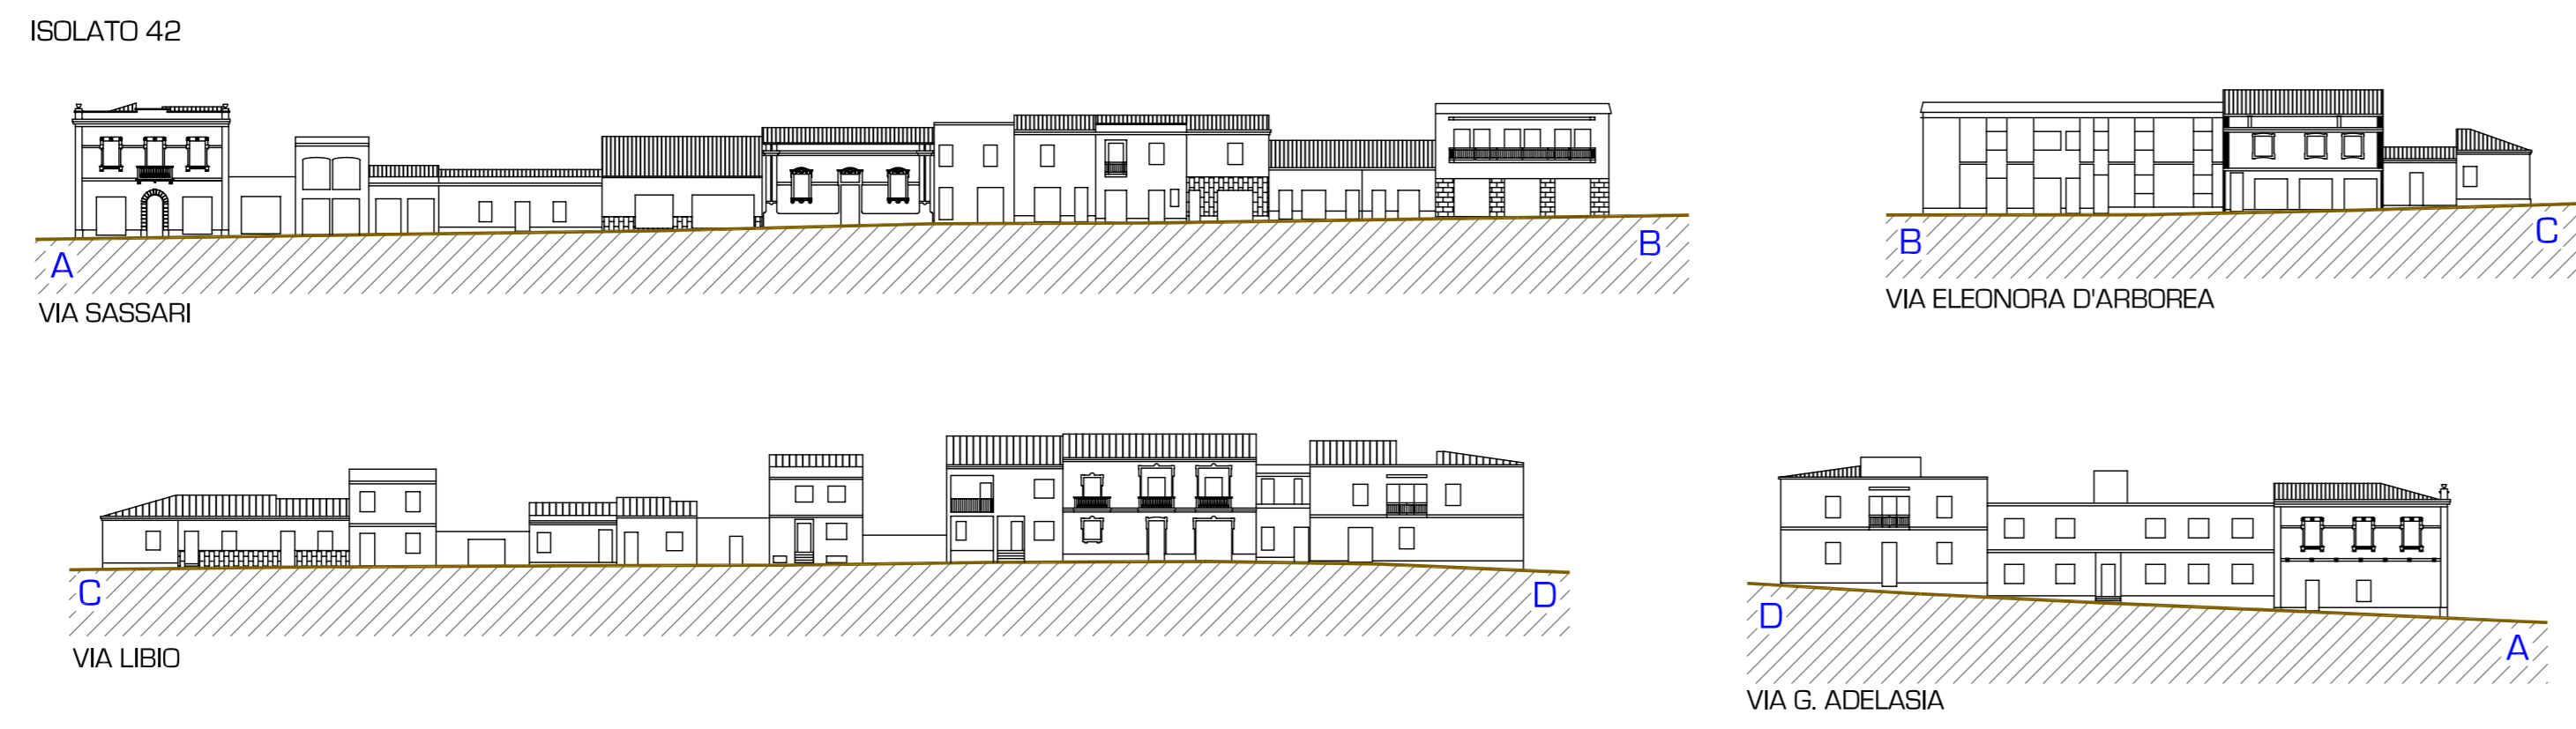 ISOLATO 42
A
B
VIA SASSARI
B
C
VIA ELEONORA D'ARBOREA
C
D
VIA LIBIO
D
A
VIA G. ADELASIA